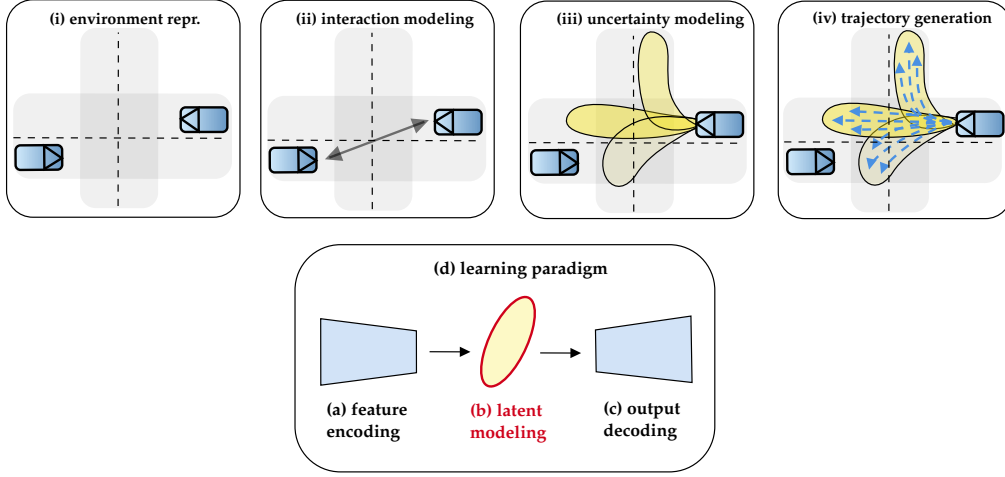 (i) environment repr.
(ii) interaction modeling
(iii) uncertainty modeling
(iv) trajectory generation
(d) learning paradigm
(a) feature
encoding
(b) latent
modeling
(c) output
decoding